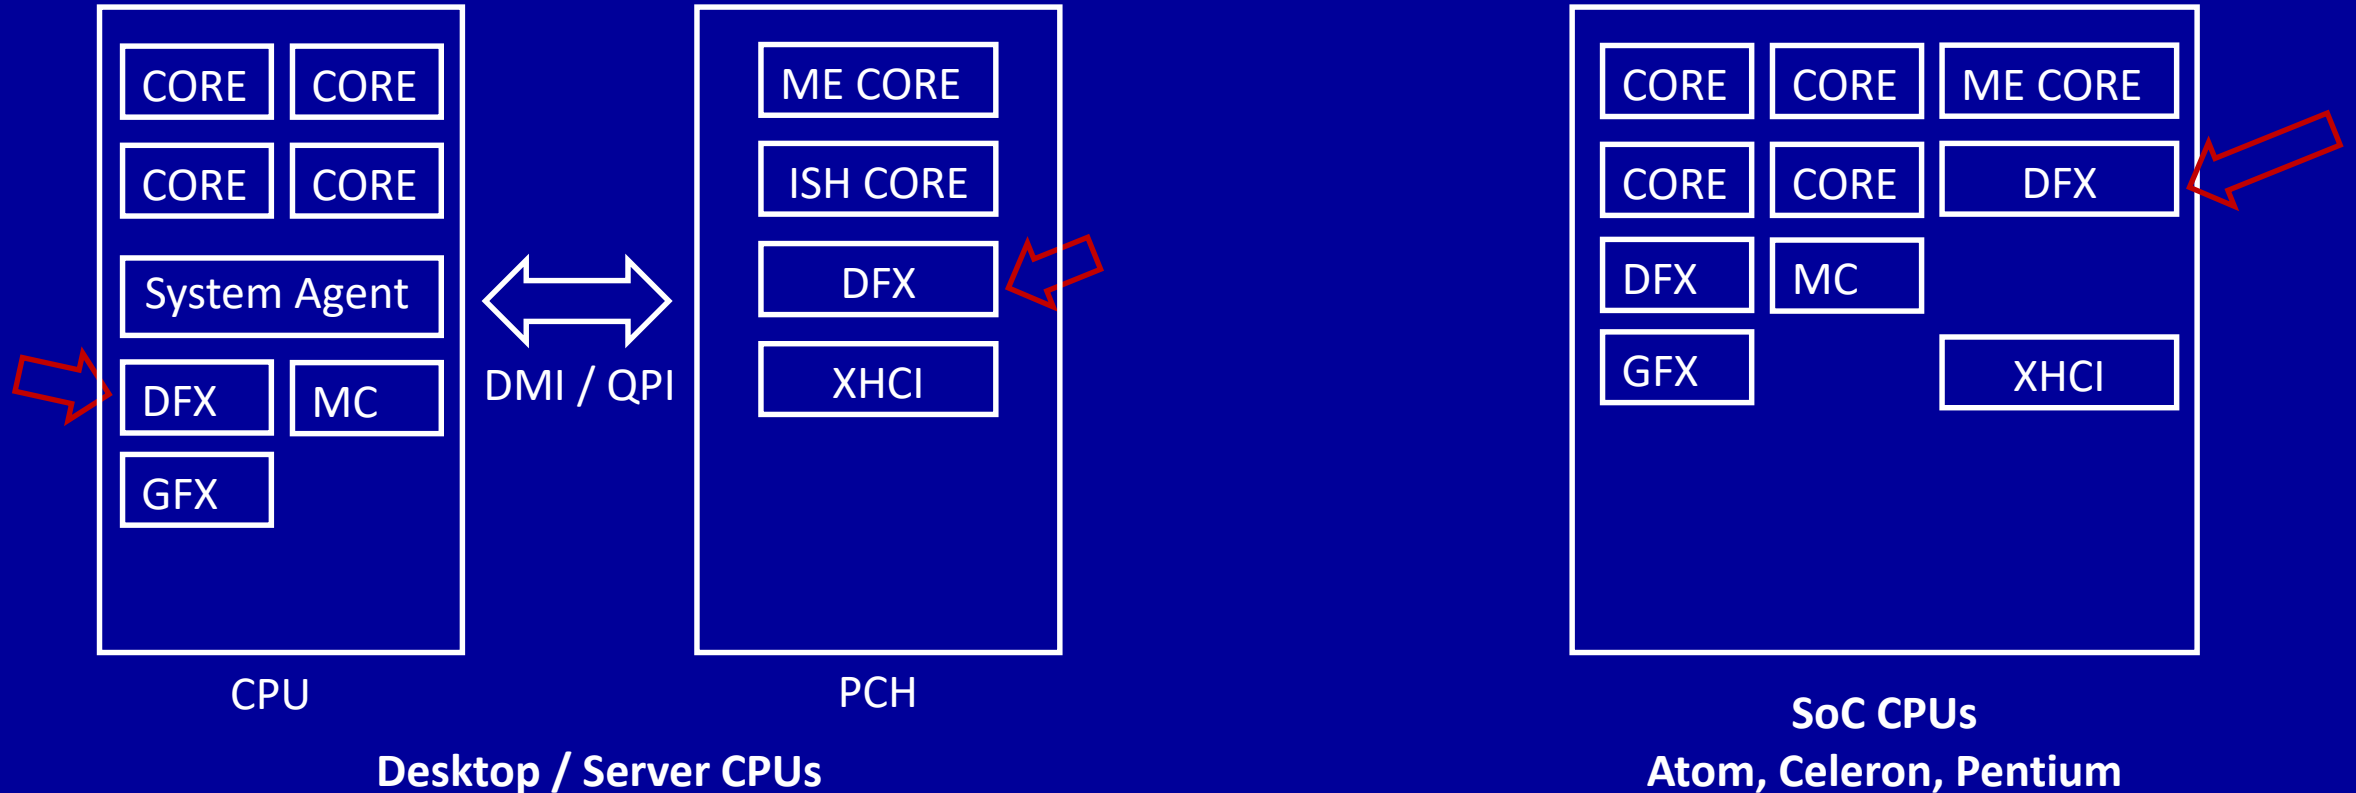 CORE
CORE
CORE
CORE
System Agent
DFX
MC
GFX
CPU
DMI / QPI
ME CORE
ISH CORE
DFX
XHCI
PCH
Desktop / Server CPUs
CORE
CORE
ME CORE
CORE
CORE
DFX
DFX
MC
GFX
XHCI
SoC CPUs
Atom, Celeron, Pentium